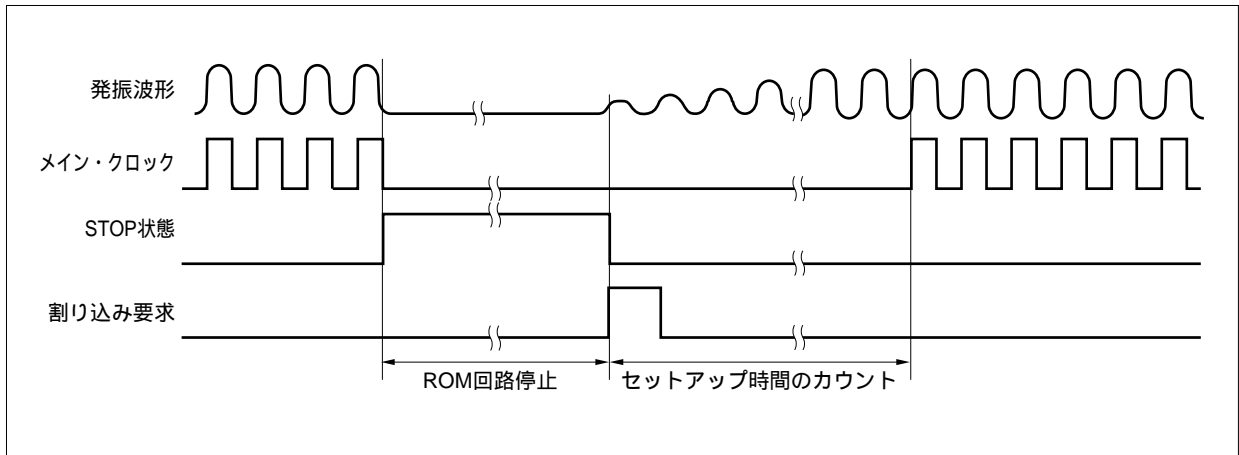 発振波形
メイン・クロック
STOP状態
割り込み要求
ROM回路停止
セットアップ時間のカウント